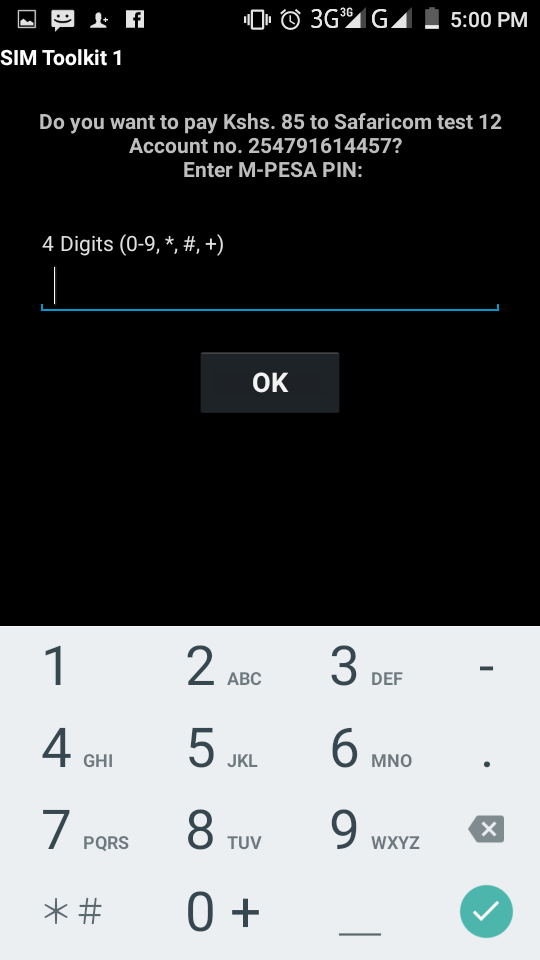 3G 3G G 5:00 PM
SIM Toolkit 1
Do you want to pay Kshs. 85 to Safaricom test 12
Account no. 254791614457?
Enter M-PESA PIN:
4 Digits (0-9, *, #, +)
OK
1 2 ABC 3 DEF -
4 GHI 5 JKL 6 MNO .
7 PQRS 8 TUV 9 WXYZ
*# 0 + _